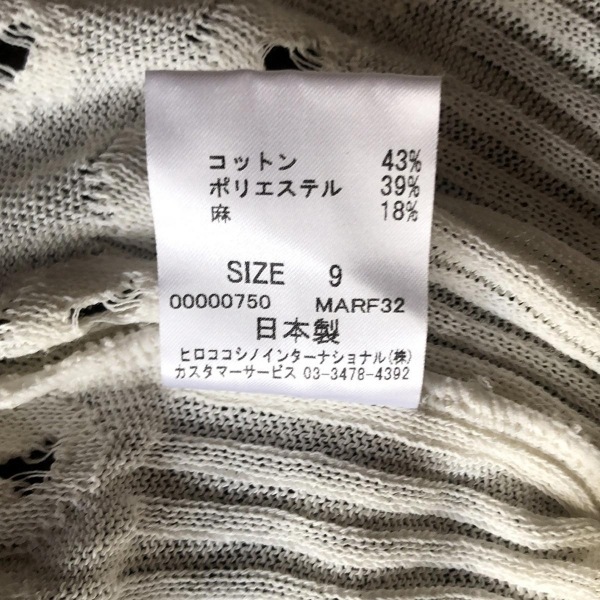 コットン 43%
ポリエステル 39%
麻 18%
SIZE 9
00000750 MARF32
日本製
ヒロココシノインターナショナル(株)
カスタマーサービス 03-3478-4392